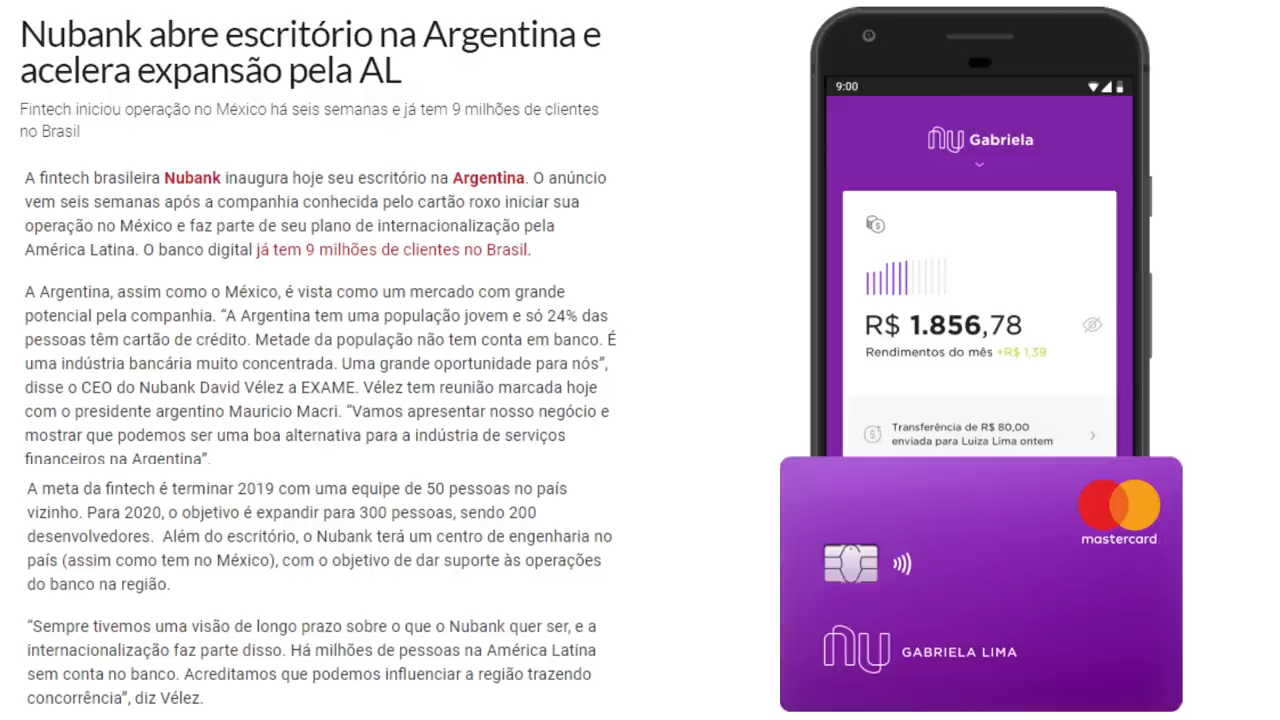 Nubank abre escritório na Argentina e
acelera expansão pela AL
Fintech iniciou operação no México há seis semanas e já tem 9 milhões de clientes
no Brasil
A fintech brasileira Nubank inaugura hoje seu escritório na Argentina. O anúncio
vem seis semanas após a companhia conhecida pelo cartão roxo iniciar sua
operação no México e faz parte de seu plano de internacionalização pela
América Latina. O banco digital já tem 9 milhões de clientes no Brasil.
A Argentina, assim como o México, é vista como um mercado com grande
potencial pela companhia. “A Argentina tem uma população jovem e só 24% das
pessoas têm cartão de crédito. Metade da população não tem conta em banco. É
uma indústria bancária muito concentrada. Uma grande oportunidade para nós”,
disse o CEO do Nubank David Vélez a EXAME. Vélez tem reunião marcada hoje
com o presidente argentino Mauricio Macri. “Vamos apresentar nosso negócio e
mostrar que podemos ser uma boa alternativa para a indústria de serviços
financeiros na Argentina”.
A meta da fintech é terminar 2019 com uma equipe de 50 pessoas no país
vizinho. Para 2020, o objetivo é expandir para 300 pessoas, sendo 200
desenvolvedores. Além do escritório, o Nubank terá um centro de engenharia no
país (assim como tem no México), com o objetivo de dar suporte às operações
do banco na região.
“Sempre tivemos uma visão de longo prazo sobre o que o Nubank quer ser, e a
internacionalização faz parte disso. Há milhões de pessoas na América Latina
sem conta no banco. Acreditamos que podemos influenciar a região trazendo
concorrência”, diz Vélez.
9:00
nu Gabriela
R$ 1.856,78
Rendimentos do mês +R$ 1,39
Transferência de R$ 80,00
enviada para Luiza Lima ontem
mastercard
nu GABRIELA LIMA